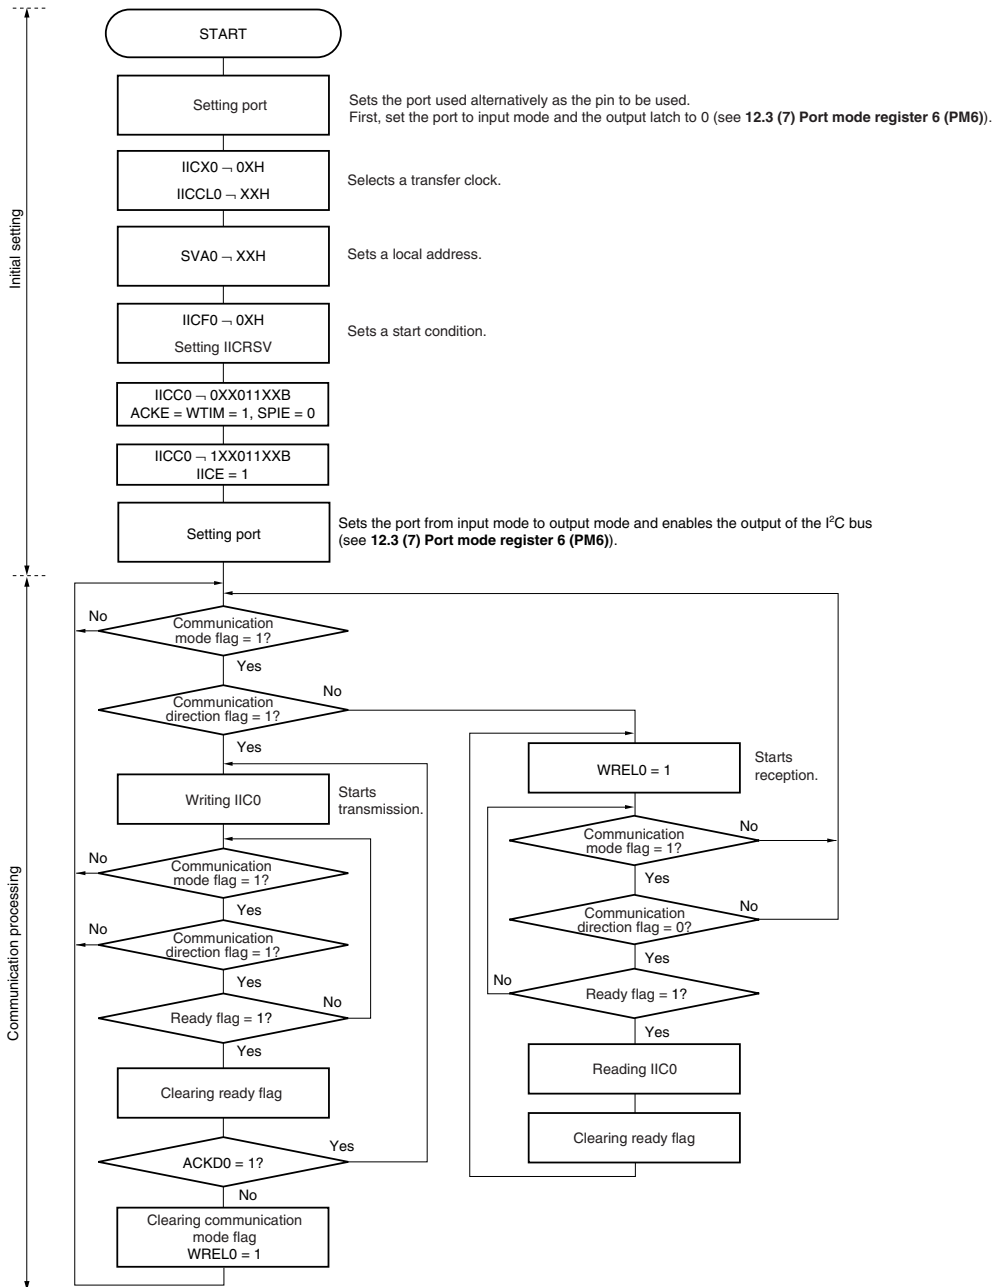 START
Setting port
Sets the port used alternatively as the pin to be used.
First, set the port to input mode and the output latch to 0 (see 12.3 (7) Port mode register 6 (PM6)).
IICX0 ¬ 0XH
IICCL0 ¬ XXH
Selects a transfer clock.
SVA0 ¬ XXH
Sets a local address.
IICF0 ¬ 0XH
Setting IICRSV
Sets a start condition.
IICC0 ¬ 0XX011XXB
ACKE = WTIM = 1, SPIE = 0
IICC0 ¬ 1XX011XXB
IICE = 1
Setting port
Sets the port from input mode to output mode and enables the output of the I²C bus
(see 12.3 (7) Port mode register 6 (PM6)).
Initial setting
Communication processing
No
Communication
mode flag = 1?
Yes
No
Communication
direction flag = 1?
Yes
Writing IIC0
Starts
transmission.
No
Communication
mode flag = 1?
Yes
No
Communication
direction flag = 1?
Yes
No
Ready flag = 1?
Yes
Clearing ready flag
Yes
ACKD0 = 1?
No
Clearing communication
mode flag
WREL0 = 1
WREL0 = 1
Starts
reception.
No
Communication
mode flag = 1?
Yes
No
Communication
direction flag = 0?
Yes
No
Ready flag = 1?
Yes
Reading IIC0
Clearing ready flag